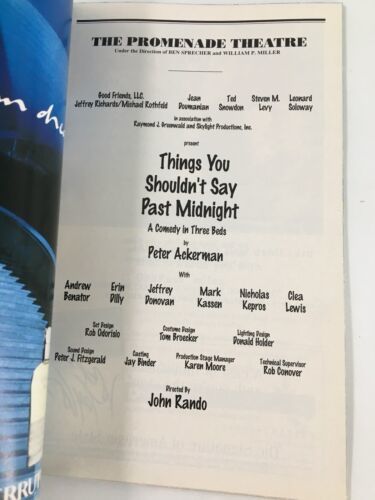 THE PROMENADE THEATRE
Under the Direction of BEN SPRECHER and WILLIAM P. MILLER
Good Friends, LLC.
Jeffrey Richards/Michael Rothfeld
Jean Doumanian
Ted Snowdon
Steven M. Levy
Leonard Soloway
in association with
Raymond J. Greenwald and Skylight Productions, Inc.
present
Things You
Shouldn't Say
Past Midnight
A Comedy in Three Beds
by
Peter Ackerman
With
Andrew Benator
Erin Dilly
Jeffrey Donovan
Mark Kassen
Nicholas Kepros
Clea Lewis
Set Design
Rob Odorisio
Costume Design
Tom Broecker
Lighting Design
Donald Holder
Sound Design
Peter J. Fitzgerald
Casting
Jay Binder
Production Stage Manager
Karen Moore
Technical Supervisor
Rob Conover
Directed By
John Rando